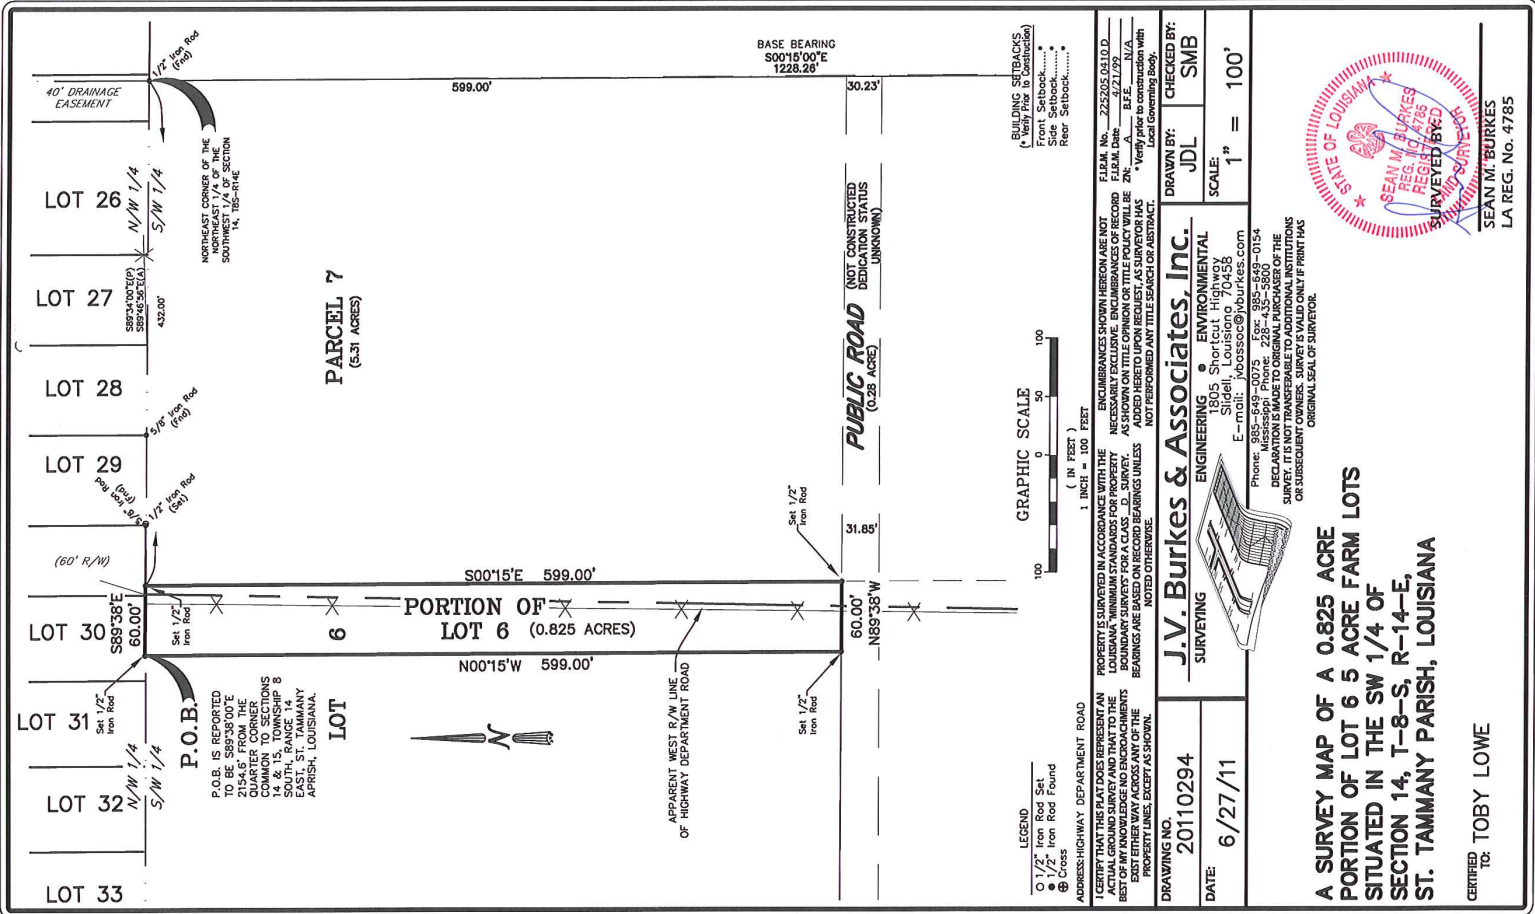 40' DRAINAGE
EASEMENT
LOT 26
LOT 27
LOT 28
LOT 29
(60' R/W)
LOT 30
LOT 31
LOT 32
LOT 33
N/W 1/4
S/W 1/4
N/W 1/4
S/W 1/4
1/2" Iron Rod
(Fnd)
NORTHEAST CORNER OF THE
NORTHEAST 1/4 OF THE
SOUTHWEST 1/4 OF SECTION
14, T8S-R14E
S89°34'00"E(P)
S89°46'56"E(A)
432.00'
5/8" Iron Rod
(Fnd)
5/8" Iron Rod
(Fnd)
1/2" Iron Rod
(Set)
S89°38'E
60.00'
Set 1/2"
Iron Rod
Set 1/2"
Iron Rod
P.O.B.
P.O.B. IS REPORTED
TO BE S89°38'00"E
2154.6' FROM THE
QUARTER CORNER
COMMON TO SECTIONS
14 & 15, TOWNSHIP 8
SOUTH, RANGE 14
EAST, ST. TAMMANY
APRISH, LOUISIANA.
599.00'
BASE BEARING
S00°15'00"E
1228.26'
30.23'
PARCEL 7
(5.31 ACRES)
PUBLIC ROAD
(0.28 ACRE)
(NOT CONSTRUCTED
DEDICATION STATUS
UNKNOWN)
S00°15'E 599.00'
PORTION OF
LOT 6 (0.825 ACRES)
N00°15'W 599.00'
LOT 6
Set 1/2"
Iron Rod
31.85'
60.00'
N89°38'W
Set 1/2"
Iron Rod
APPARENT WEST R/W LINE
OF HIGHWAY DEPARTMENT ROAD
N
BUILDING SETBACKS
(* Verify Prior to Construction)
Front Setback......*
Side Setback......*
Rear Setback......*
GRAPHIC SCALE
100 0 50 100
( IN FEET )
1 INCH = 100 FEET
LEGEND
○ 1/2" Iron Rod Set
● 1/2" Iron Rod Found
⊕ Cross
ADDRESS: HIGHWAY DEPARTMENT ROAD
I CERTIFY THAT THIS PLAT DOES REPRESENT AN
ACTUAL GROUND SURVEY AND THAT TO THE
BEST OF MY KNOWLEDGE NO ENCROACHMENTS
EXIST EITHER WAY ACROSS ANY OF THE
PROPERTY LINES, EXCEPT AS SHOWN.
PROPERTY IS SURVEYED IN ACCORDANCE WITH THE
LOUISIANA "MINIMUM STANDARDS FOR PROPERTY
BOUNDARY SURVEYS" FOR A CLASS D SURVEY.
BEARINGS ARE BASED ON RECORD BEARINGS UNLESS
NOTED OTHERWISE.
ENCUMBRANCES SHOWN HEREON ARE NOT
NECESSARILY EXCLUSIVE. ENCUMBRANCES OF RECORD
AS SHOWN ON TITLE OPINION OR TITLE POLICY WILL BE
ADDED HERETO UPON REQUEST, AS SURVEYOR HAS
NOT PERFORMED ANY TITLE SEARCH OR ABSTRACT.
F.I.R.M. No. 225205 0410 D
F.I.R.M. Date 4/21/99
ZN: A B.F.E. N/A
* Verify prior to construction with
Local Governing Body.
DRAWING NO.
20110294
DATE:
6/27/11
J.V. Burkes & Associates, Inc.
SURVEYING ENGINEERING ● ENVIRONMENTAL
1805 Shortcut Highway
Slidell, Louisiana 70458
E-mail: jvbassoc@jvburkes.com
Phone: 985-649-0075 Fax: 985-649-0154
Mississippi Phone: 228-435-5800
DRAWN BY:
JDL
CHECKED BY:
SMB
SCALE:
1" = 100'
DECLARATION IS MADE TO ORIGINAL PURCHASER OF THE
SURVEY. IT IS NOT TRANSFERABLE TO ADDITIONAL INSTITUTIONS
OR SUBSEQUENT OWNERS. SURVEY IS VALID ONLY IF PRINT HAS
ORIGINAL SEAL OF SURVEYOR.
A SURVEY MAP OF A 0.825 ACRE
PORTION OF LOT 6 5 ACRE FARM LOTS
SITUATED IN THE SW 1/4 OF
SECTION 14, T-8-S, R-14-E,
ST. TAMMANY PARISH, LOUISIANA
CERTIFIED
TO: TOBY LOWE
STATE OF LOUISIANA
SEAN M. BURKES
REG. NO. 4785
REGISTERED
LAND SURVEYOR
SURVEYED BY:
SEAN M. BURKES
LA REG. No. 4785